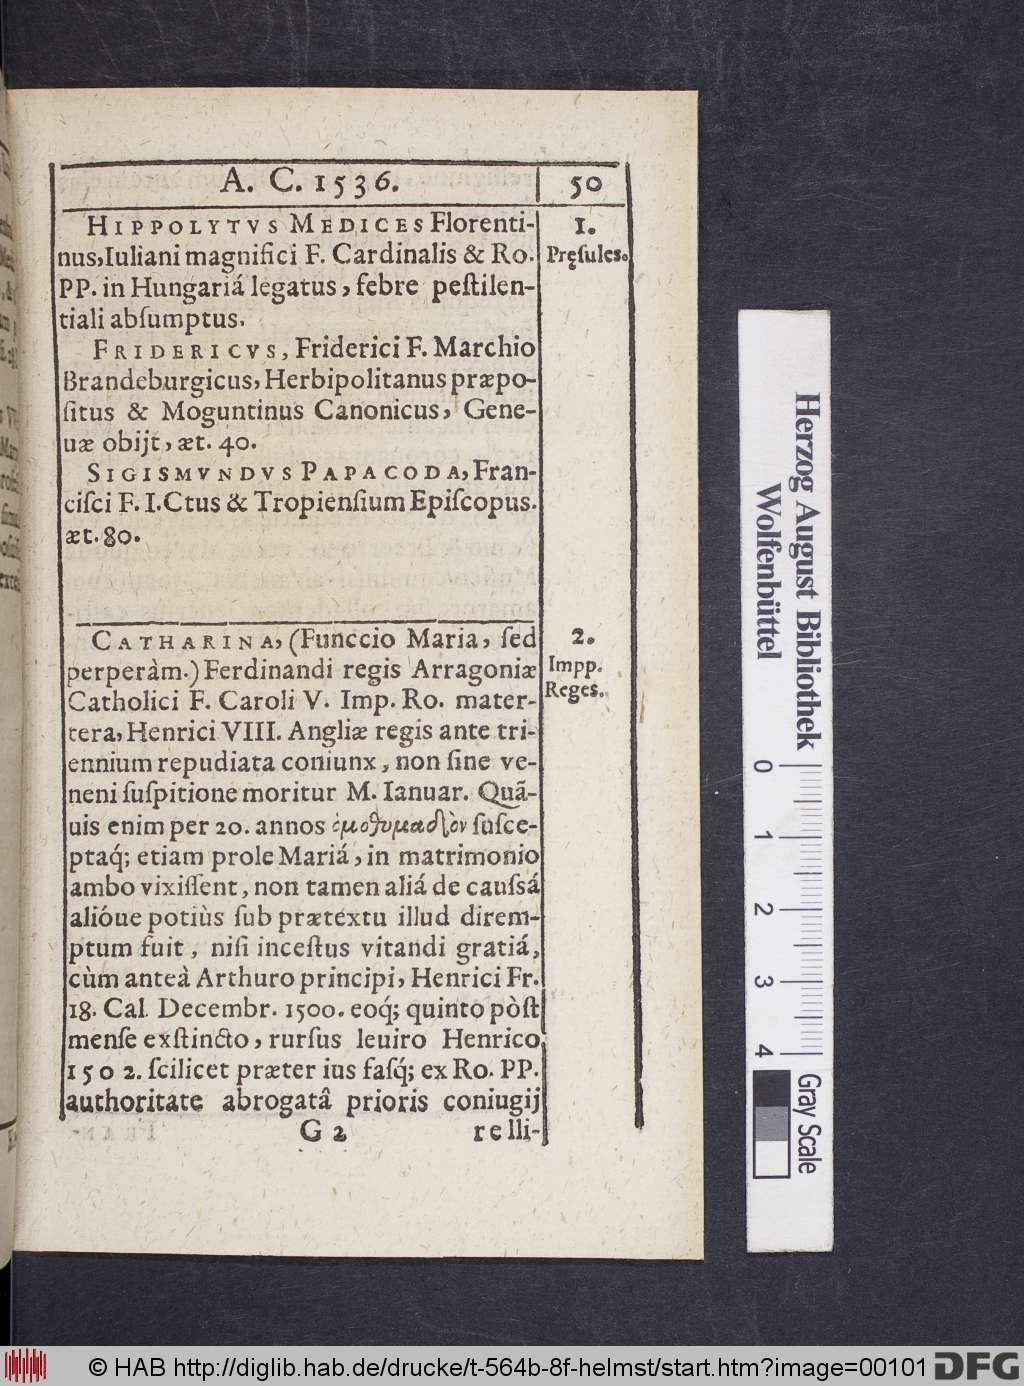 A. C. 1536.
50
HIPPOLYTVS MEDICES Florenti-
nus, Iuliani magnifici F. Cardinalis & Ro.
PP. in Hungariá legatus, febre peſtilen-
tiali abſumptus.
1.
Pręſules.
FRIDERICVS, Friderici F. Marchio
Brandeburgicus, Herbipolitanus præpo-
ſitus & Moguntinus Canonicus, Gene-
uæ obijt, æt. 40.
SIGISMVNDVS PAPACODA, Fran-
ciſci F. I.Ctus & Tropienſium Epiſcopus.
æt. 80.
CATHARINA, (Funccio Maria, ſed
perperàm.) Ferdinandi regis Arragoniæ
Catholici F. Caroli V. Imp. Ro. mater-
tera, Henrici VIII. Angliæ regis ante tri-
ennium repudiata coniunx, non ſine ve-
neni ſuſpitione moritur M. Ianuar. Quã-
uis enim per 20. annos ὁμοθυμαδὸν ſuſce-
ptaq́; etiam prole Mariá, in matrimonio
ambo vixiſſent, non tamen aliá de cauſsá
alióue potiùs ſub prætextu illud direm-
ptum fuit, niſi inceſtus vitandi gratiá,
cùm anteà Arthuro principi, Henrici Fr.
18. Cal. Decembr. 1500. eoq́; quinto pòſt
menſe exſtincto, rurſus leuiro Henrico
1502. ſcilicet præter ius faſq́; ex Ro. PP.
authoritate abrogatâ prioris coniugij
2.
Impp.
Reges.
G 2
relli-
Herzog August Bibliothek
Wolfenbüttel
0 1 2 3 4
Gray Scale
© HAB http://diglib.hab.de/drucke/t-564b-8f-helmst/start.htm?image=00101
DFG